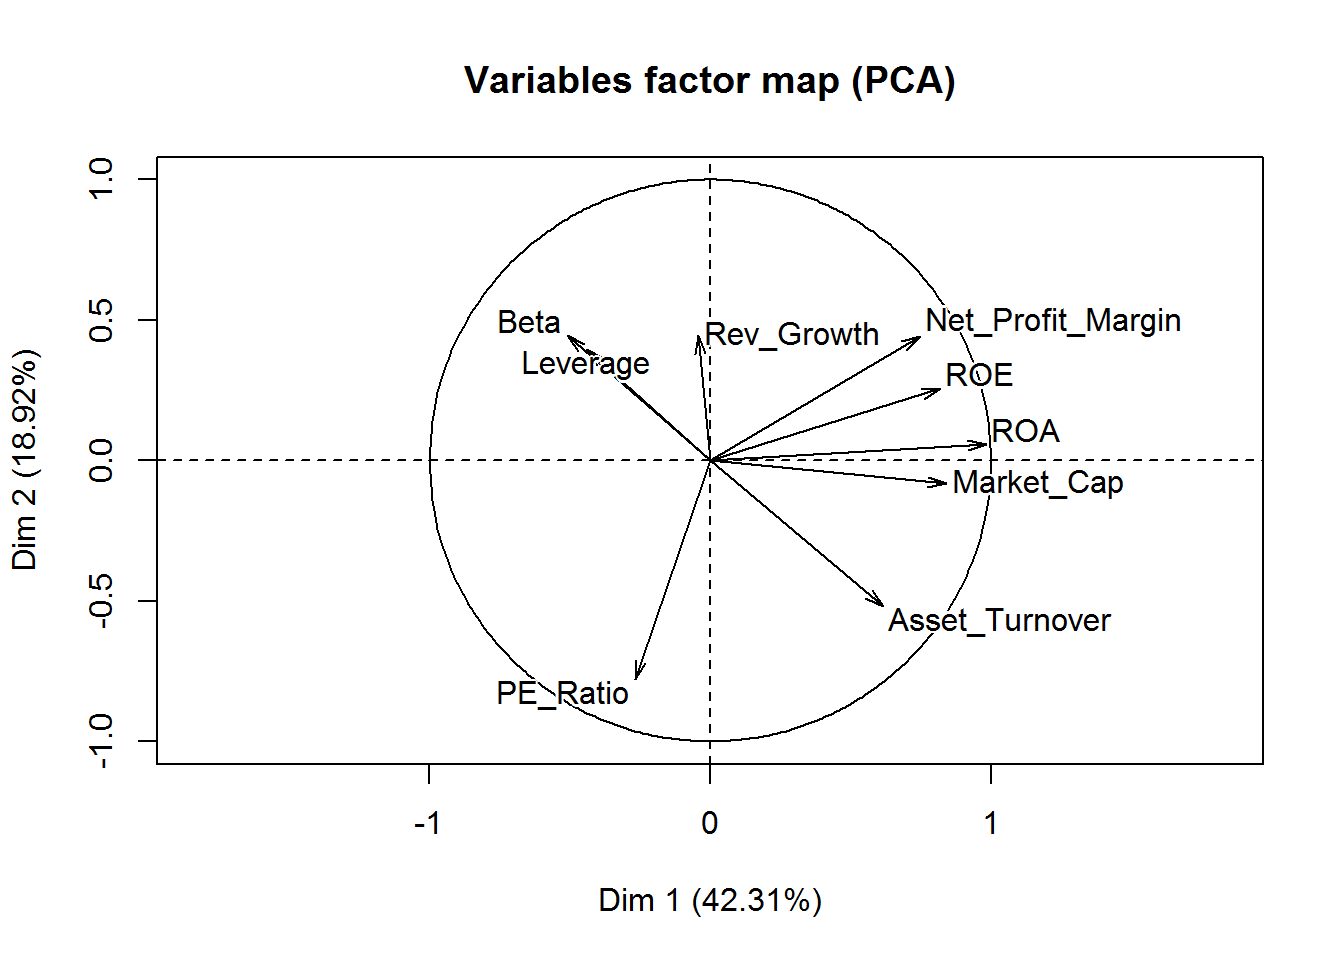 Variables factor map (PCA)
1.0
0.5
0.0
-0.5
-1.0
Dim 2 (18.92%)
Beta
Leverage
Rev_Growth
Net_Profit_Margin
ROE
ROA
Market_Cap
Asset_Turnover
PE_Ratio
-1
0
1
Dim 1 (42.31%)